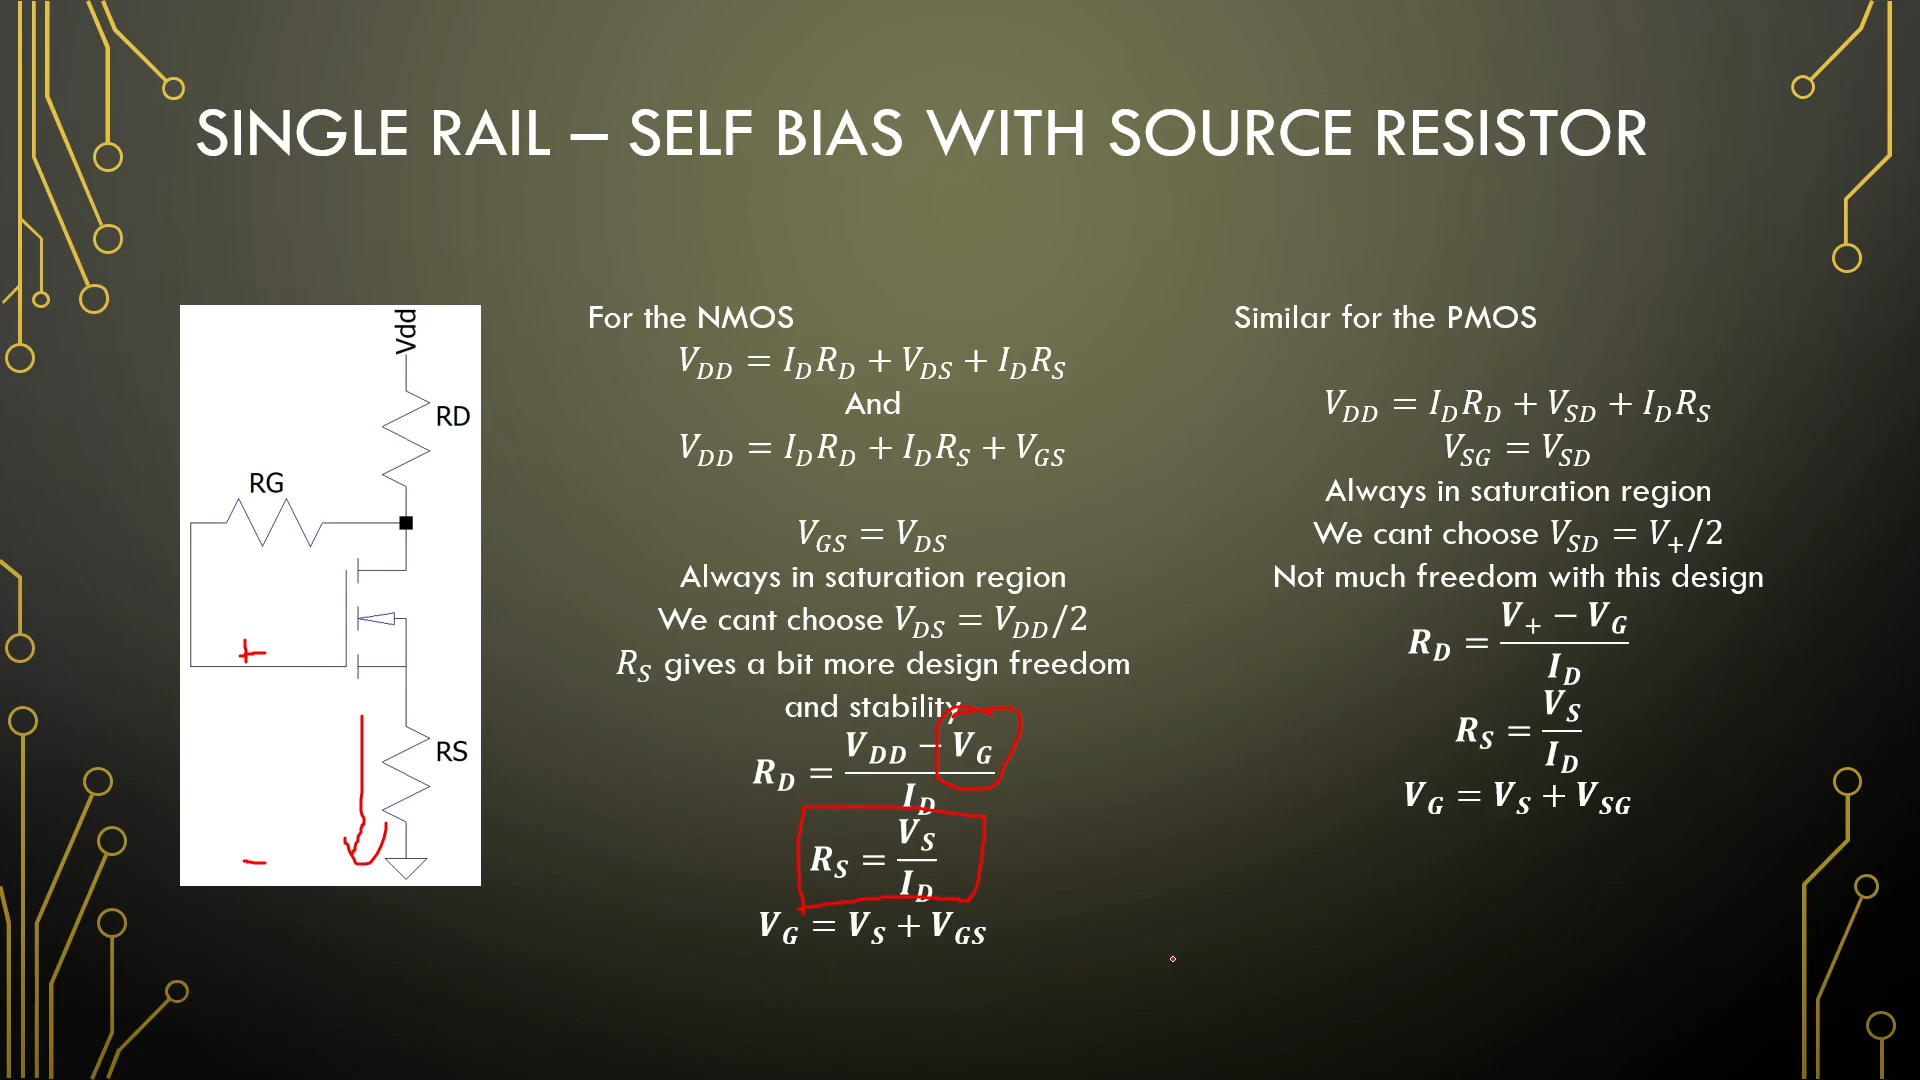 SINGLE RAIL – SELF BIAS WITH SOURCE RESISTOR
Vdd
RD
RG
RS
+
−
For the NMOS
V_DD = I_D R_D + V_DS + I_D R_S
And
V_DD = I_D R_D + I_D R_S + V_GS
V_GS = V_DS
Always in saturation region
We cant choose V_DS = V_DD/2
R_S gives a bit more design freedom
and stability
R_D = (V_DD − V_G) / I_D
R_S = V_S / I_D
V_G = V_S + V_GS
Similar for the PMOS
V_DD = I_D R_D + V_SD + I_D R_S
V_SG = V_SD
Always in saturation region
We cant choose V_SD = V_+/2
Not much freedom with this design
R_D = (V_+ − V_G) / I_D
R_S = V_S / I_D
V_G = V_S + V_SG